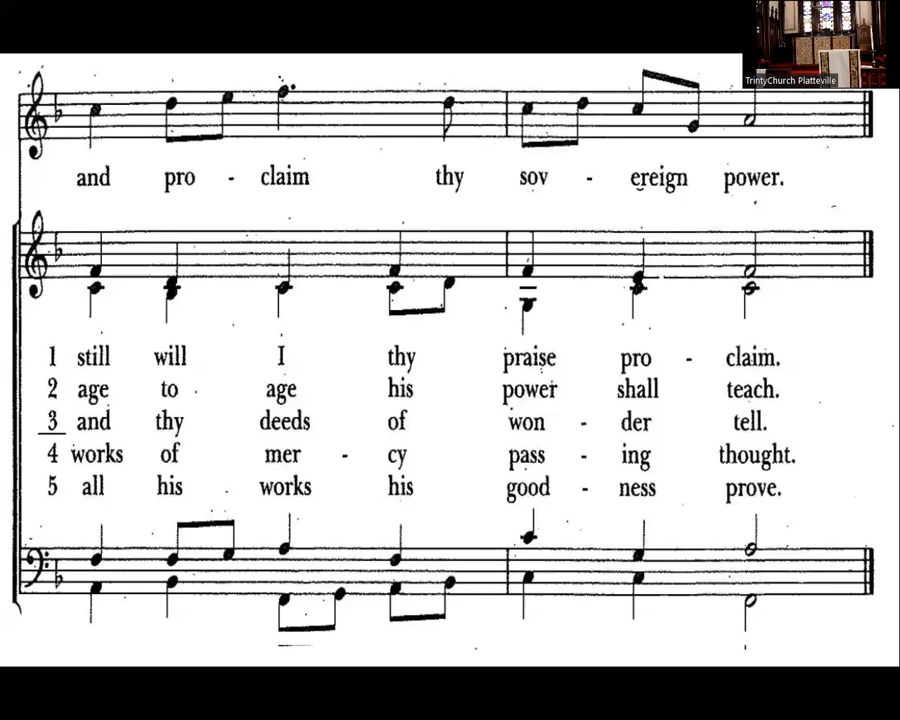 TrintyChurch Platteville
and pro - claim thy sov - ereign power.
1 still will I thy praise pro - claim.
2 age to age his power shall teach.
3 and thy deeds of won - der tell.
4 works of mer - cy pass - ing thought.
5 all his works his good - ness prove.